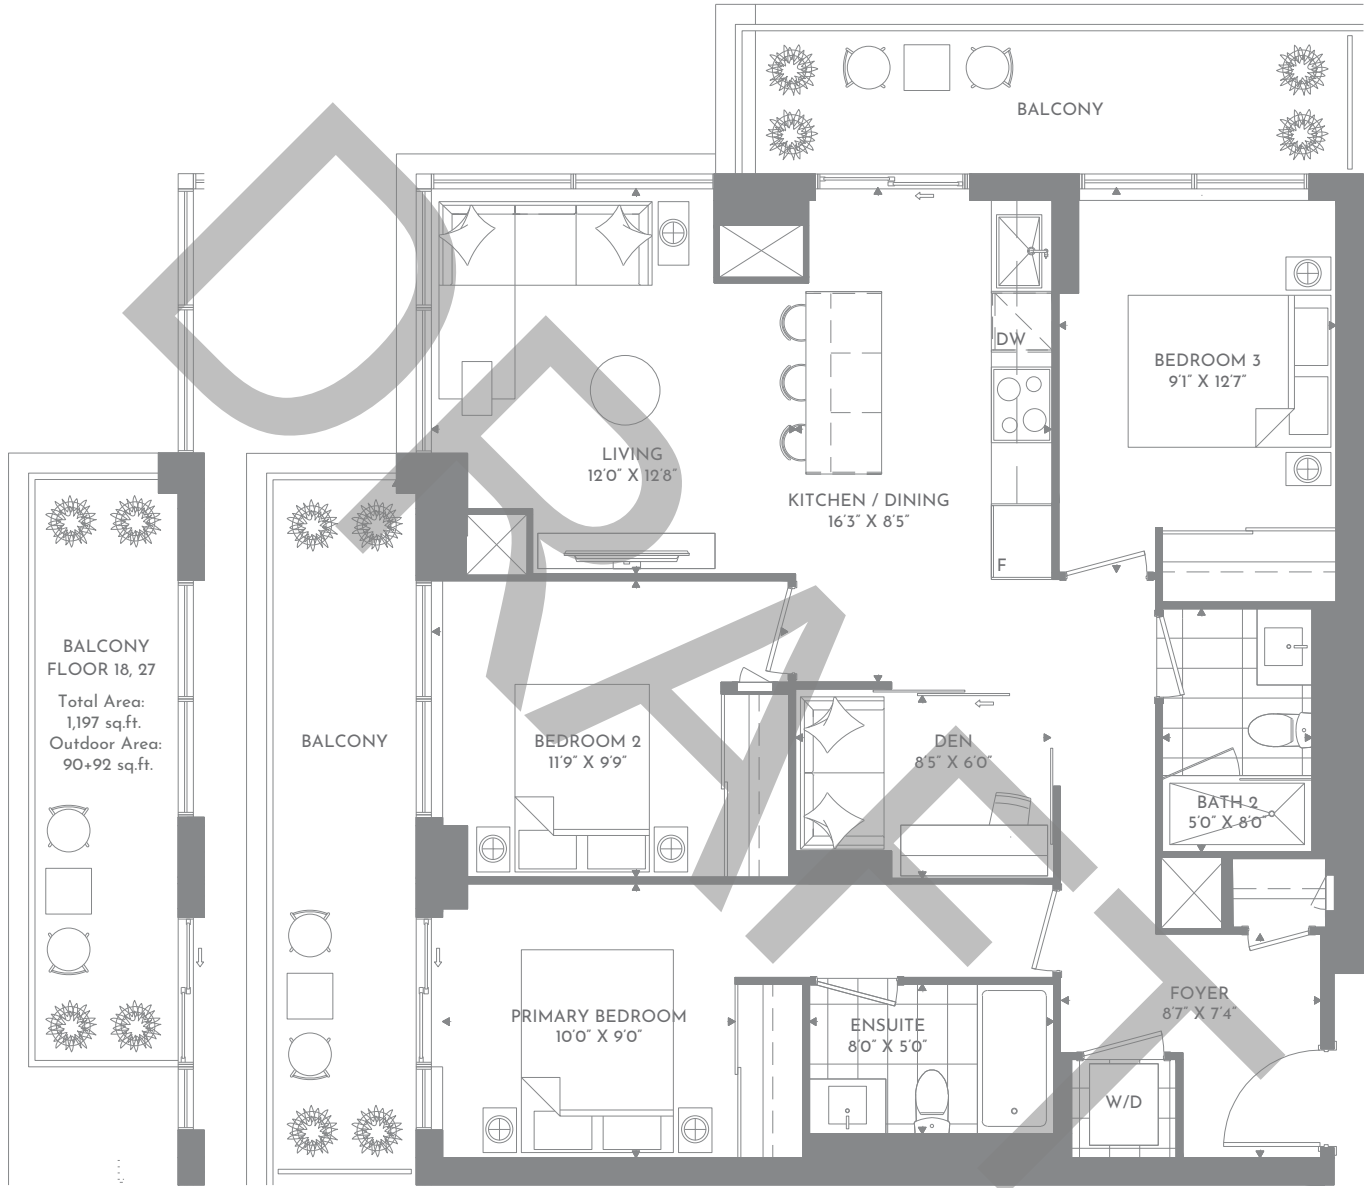 BALCONY
DRAFT
DW
BEDROOM 3
9'1" X 12'7"
LIVING
12'0" X 12'8"
KITCHEN / DINING
16'3" X 8'5"
F
BALCONY
FLOOR 18, 27
Total Area:
1,197 sq.ft.
Outdoor Area:
90+92 sq.ft.
BALCONY
BEDROOM 2
11'9" X 9'9"
DEN
8'5" X 6'0"
BATH 2
5'0" X 8'0"
PRIMARY BEDROOM
10'0" X 9'0"
ENSUITE
8'0" X 5'0"
FOYER
8'7" X 7'4"
W/D